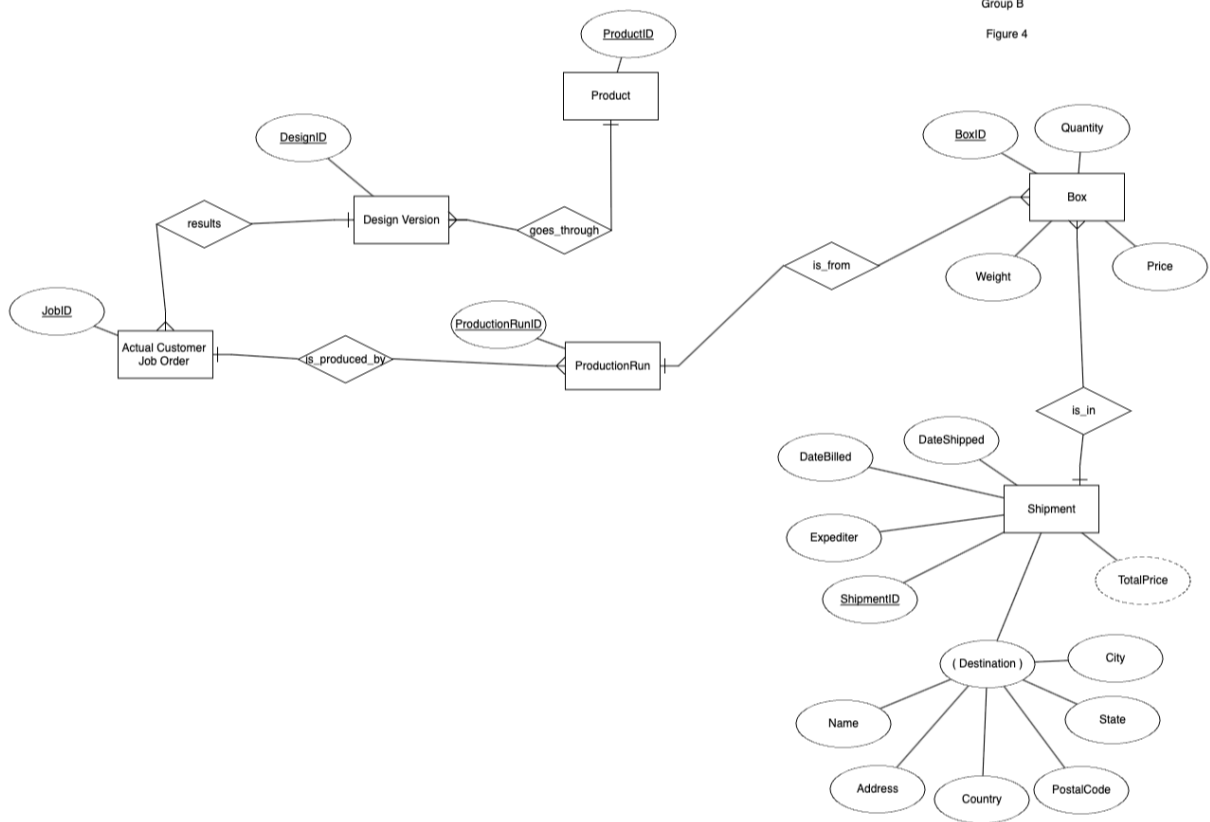 Group B
Figure 4
ProductID
Product
DesignID
BoxID
Quantity
results
Design Version
goes_through
Box
is_from
Weight
Price
JobID
Actual Customer
Job Order
is_produced_by
ProductionRunID
ProductionRun
is_in
DateBilled
DateShipped
Shipment
Expediter
ShipmentID
TotalPrice
( Destination )
City
Name
State
Address
Country
PostalCode